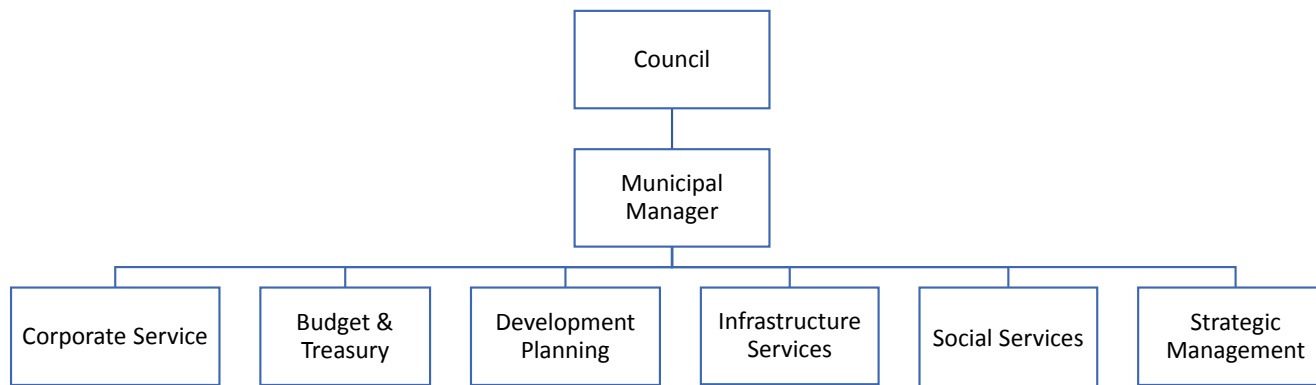 Council
Municipal
Manager
Corporate Service
Budget &
Treasury
Development
Planning
Infrastructure
Services
Social Services
Strategic
Management